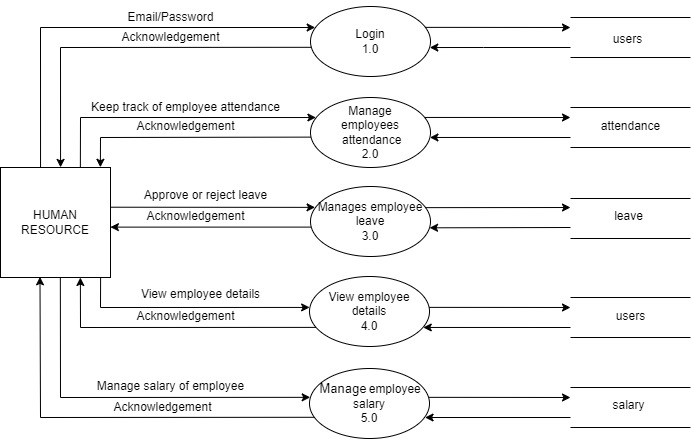 Email/Password
Acknowledgement
Login
1.0
users
Keep track of employee attendance
Acknowledgement
Manage
employees
attendance
2.0
attendance
HUMAN
RESOURCE
Approve or reject leave
Acknowledgement
Manages employee
leave
3.0
leave
View employee details
Acknowledgement
View employee
details
4.0
users
Manage salary of employee
Acknowledgement
Manage employee
salary
5.0
salary